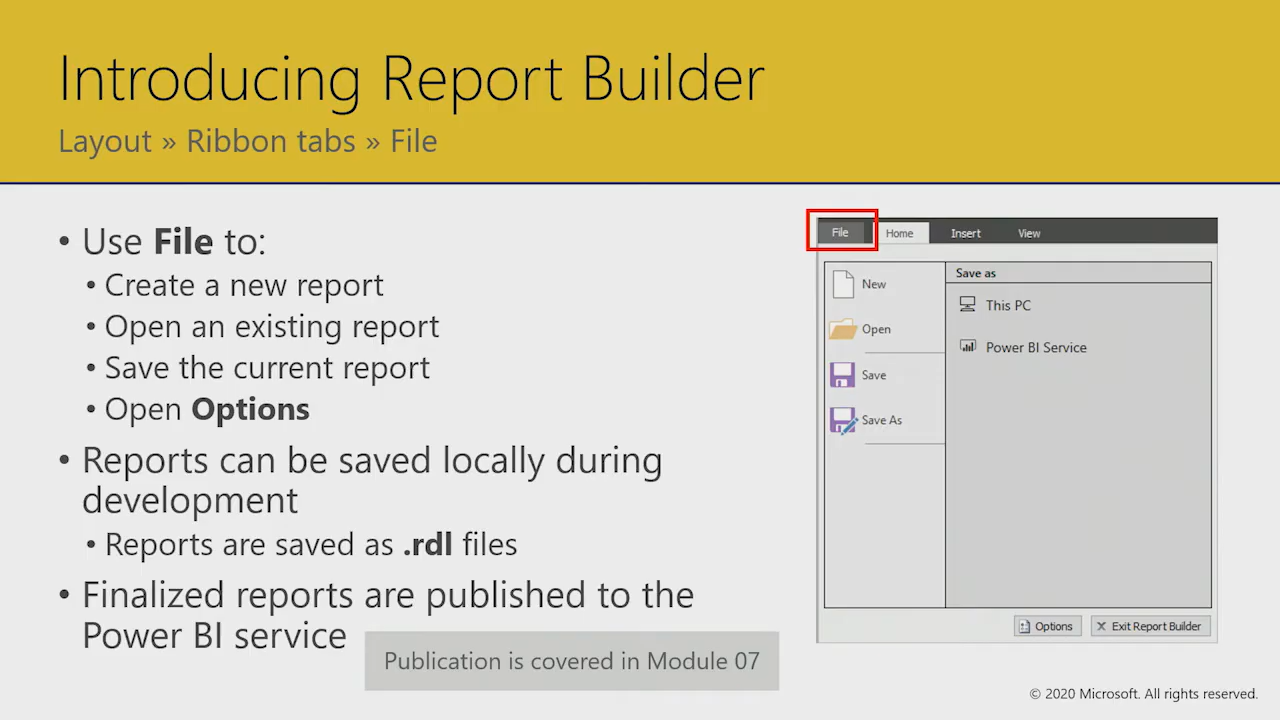 Introducing Report Builder
Layout » Ribbon tabs » File
• Use File to:
• Create a new report
• Open an existing report
• Save the current report
• Open Options
• Reports can be saved locally during
development
• Reports are saved as .rdl files
• Finalized reports are published to the
Power BI service
Publication is covered in Module 07
File Home Insert View
New
Open
Save
Save As
Save as
This PC
Power BI Service
Options Exit Report Builder
© 2020 Microsoft. All rights reserved.